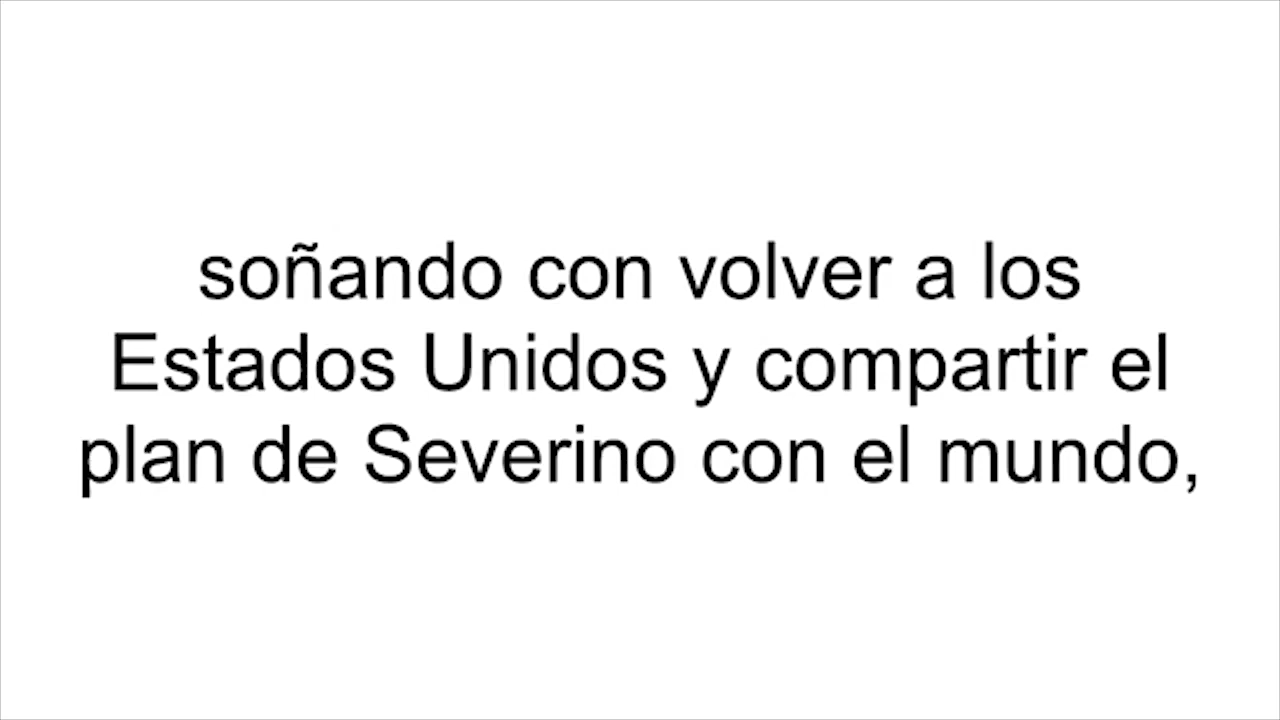 soñando con volver a los
Estados Unidos y compartir el
plan de Severino con el mundo,